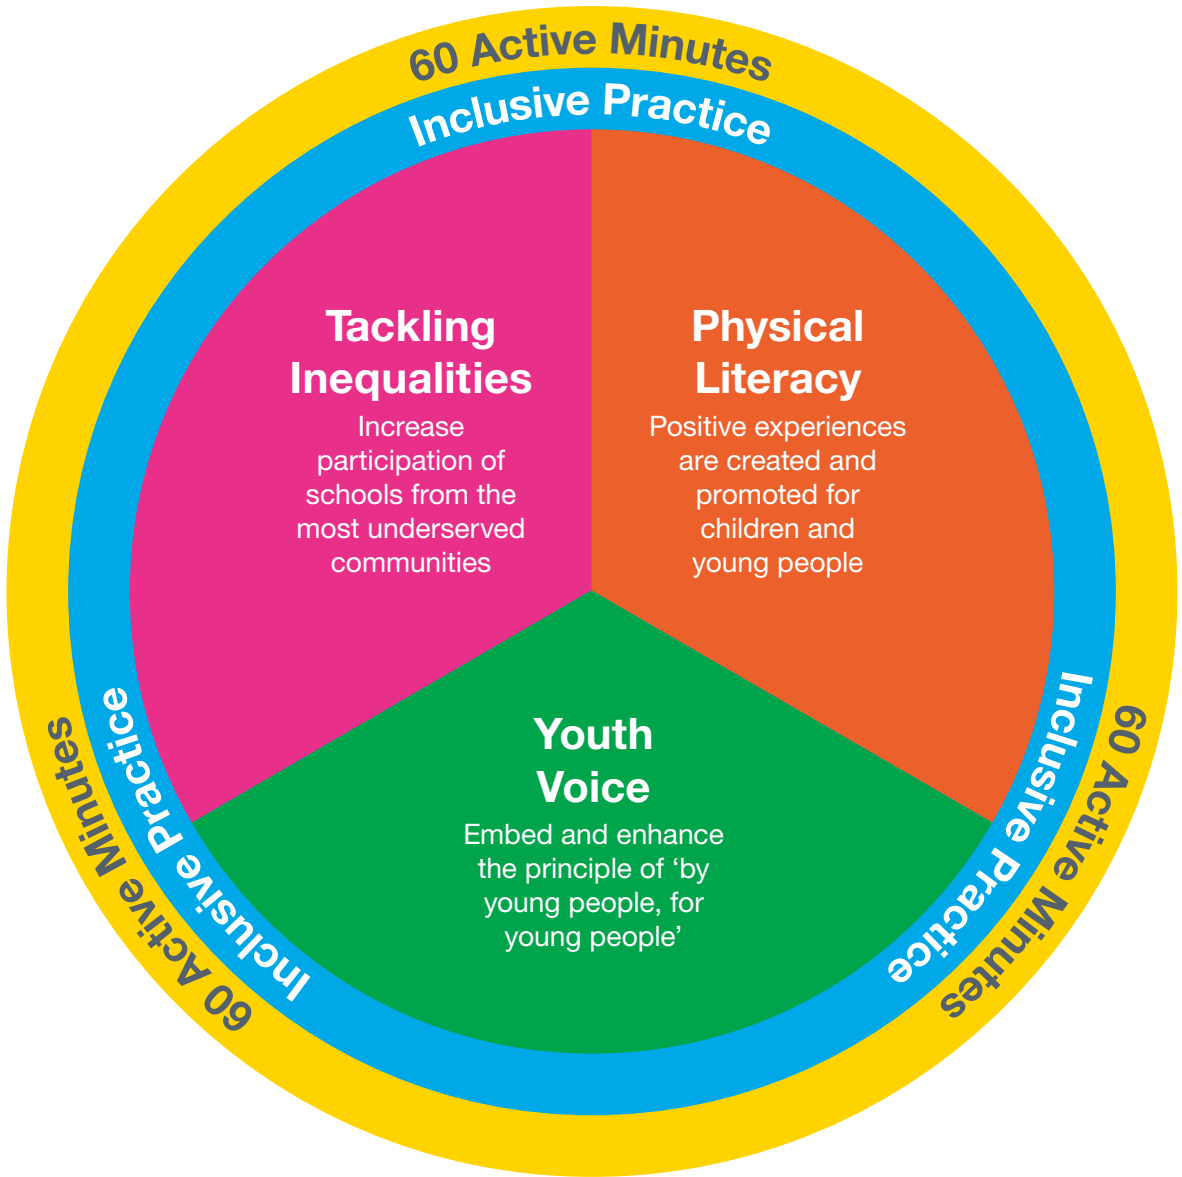 60 Active Minutes
Inclusive Practice
Tackling
Inequalities
Increase
participation of
schools from the
most underserved
communities
Physical
Literacy
Positive experiences
are created and
promoted for
children and
young people
Youth
Voice
Embed and enhance
the principle of ‘by
young people, for
young people’
Inclusive Practice
60 Active Minutes
Inclusive Practice
60 Active Minutes